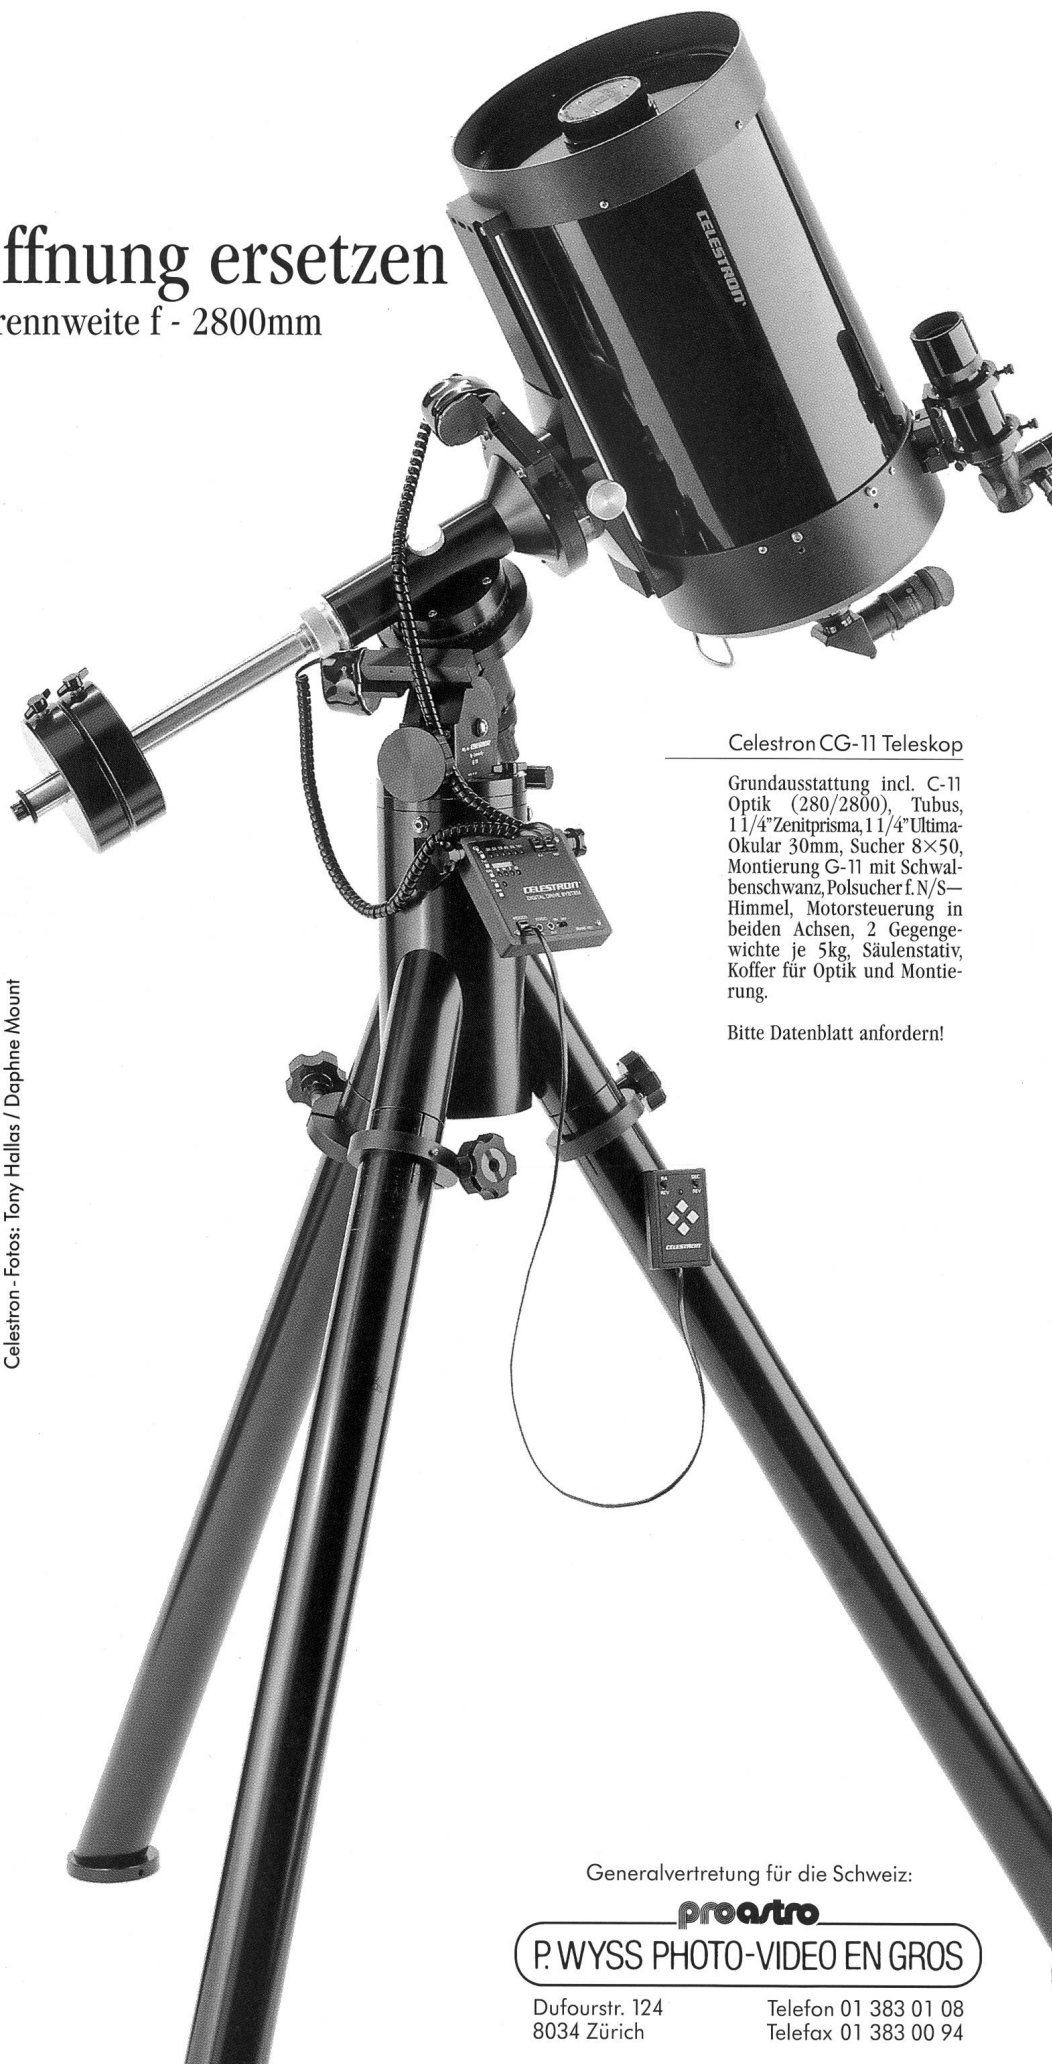 ffnung ersetzen
rennweite f - 2800mm
CELESTRON
Celestron CG-11 Teleskop
Grundausstattung incl. C-11
Optik (280/2800), Tubus,
1 1/4”Zenitprisma, 1 1/4”Ultima-
Okular 30mm, Sucher 8×50,
Montierung G-11 mit Schwal-
benschwanz, Polsucher f. N/S—
Himmel, Motorsteuerung in
beiden Achsen, 2 Gegenge-
wichte je 5kg, Säulenstativ,
Koffer für Optik und Montie-
rung.
Bitte Datenblatt anfordern!
CELESTRON
DIGITAL DRIVE SYSTEM
RA DEC
REV REV
CELESTRON
Celestron - Fotos: Tony Hallas / Daphne Mount
Generalvertretung für die Schweiz:
proastro
P. WYSS PHOTO-VIDEO EN GROS
Dufourstr. 124 Telefon 01 383 01 08
8034 Zürich Telefax 01 383 00 94